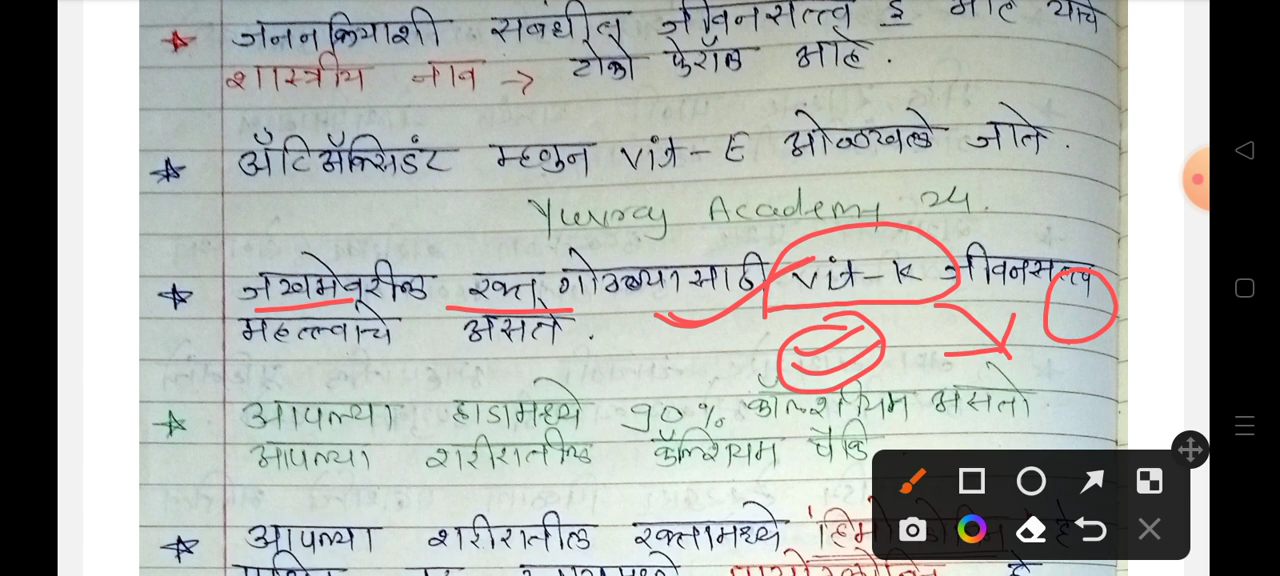 जननक्रियाशी संबंधीत जीवनसत्त्व ई आहे याचे
शास्त्रीय नाव → टोको फेरॉल आहे.
अँटिऑक्सिडंट म्हणुन Vit - E ओळखले जाते.
Yuvraj Academy 24.
जखमेवरील रक्त गोठण्यासाठी Vit - K जीवनसत्त्व
महत्त्वाचे असते.
आपल्या हाडामध्ये 90% कॅल्शियम असतो
आपल्या शरीरातील कॅल्शियम पैकि
आपल्या शरीरातील रक्तामध्ये हिमोग्लोबिन हे